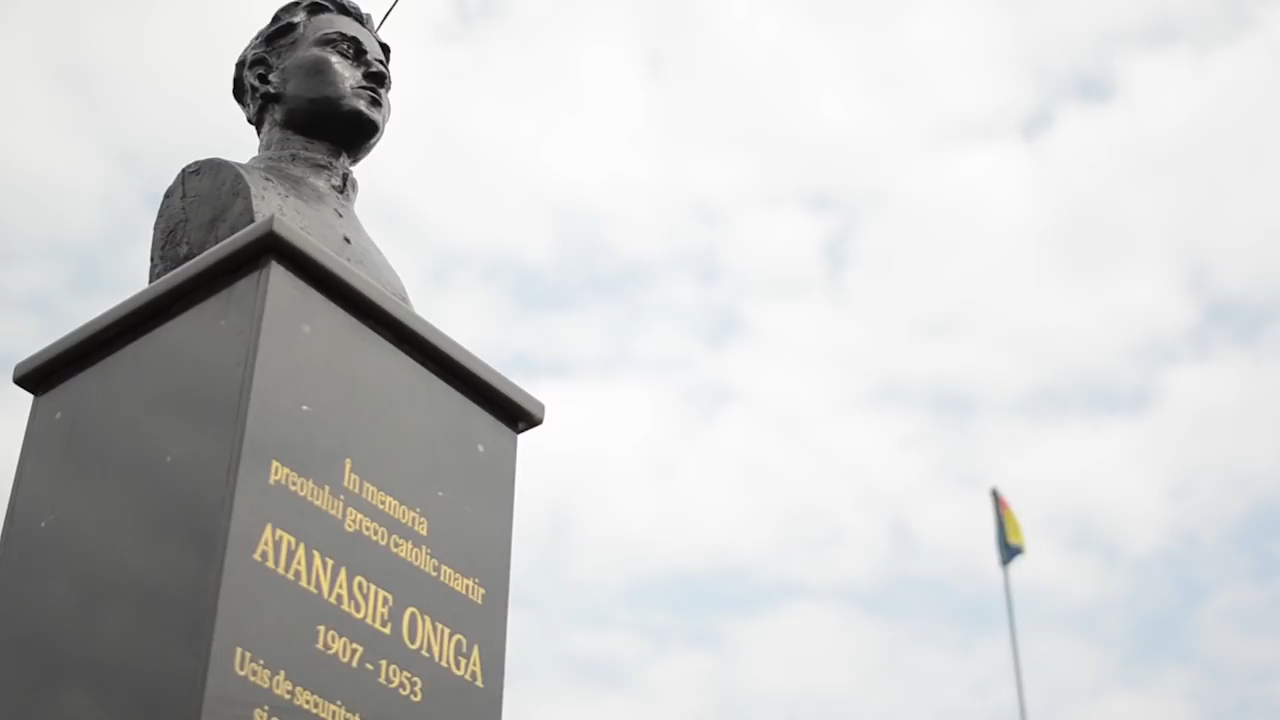 În memoria
preotului greco catolic martir
ATANASIE ONIGA
1907 - 1953
Ucis de